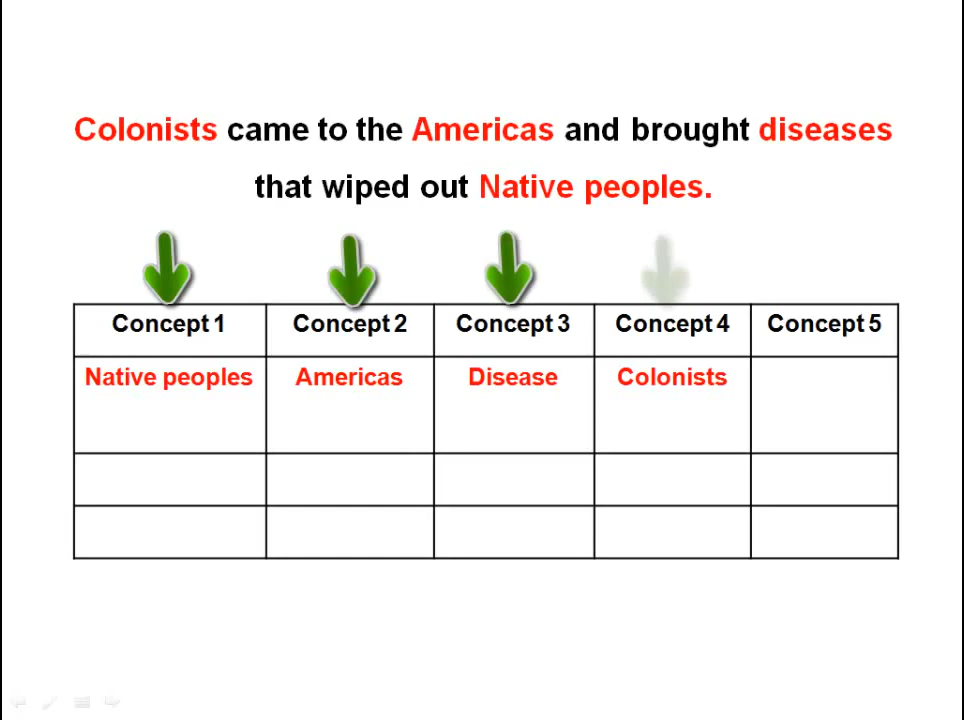 Colonists came to the Americas and brought diseases
that wiped out Native peoples.
Concept 1 Concept 2 Concept 3 Concept 4 Concept 5
Native peoples Americas Disease Colonists